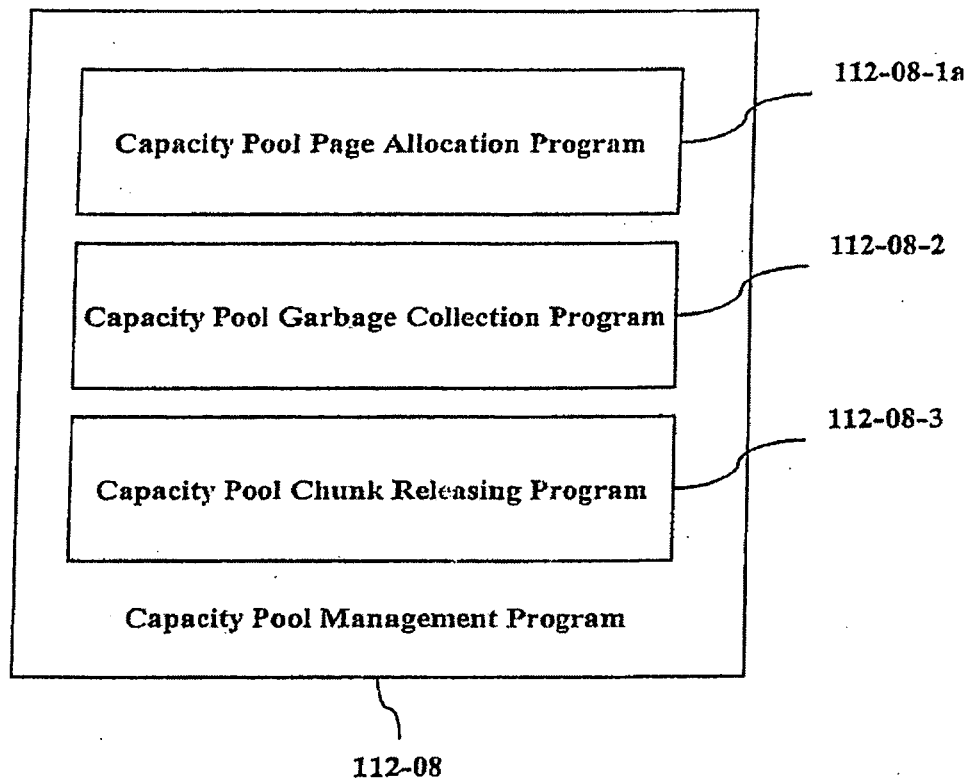 112-08-1a
Capacity Pool Page Allocation Program
112-08-2
Capacity Pool Garbage Collection Program
112-08-3
Capacity Pool Chunk Releasing Program
Capacity Pool Management Program
112-08